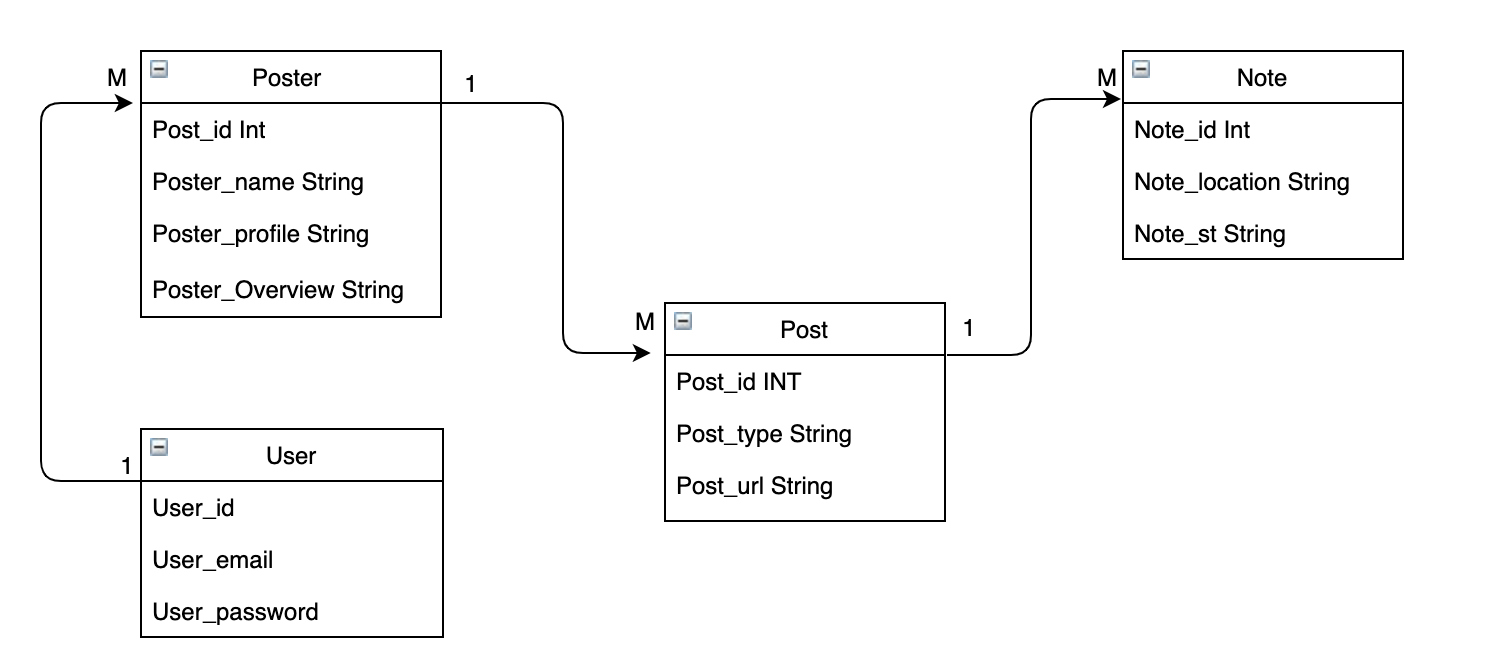 M
Poster
1
Post_id Int
Poster_name String
Poster_profile String
Poster_Overview String
1
User
User_id
User_email
User_password
M
Post
1
Post_id INT
Post_type String
Post_url String
M
Note
Note_id Int
Note_location String
Note_st String